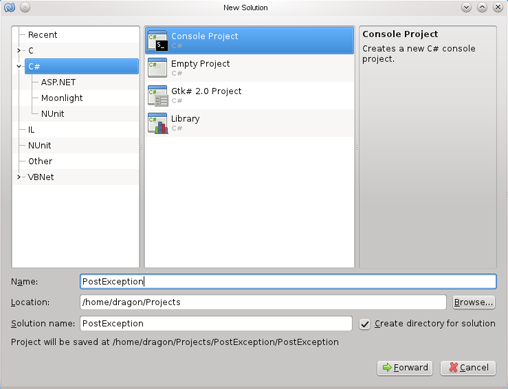 New Solution
Recent
C
C#
ASP.NET
Moonlight
NUnit
IL
NUnit
Other
VBNet
Console Project
C#
Empty Project
C#
Gtk# 2.0 Project
C#
Library
C#
Console Project
Creates a new C# console
project.
Name: PostException
Location: /home/dragon/Projects Browse...
Solution name: PostException Create directory for solution
Project will be saved at /home/dragon/Projects/PostException/PostException
Forward Cancel